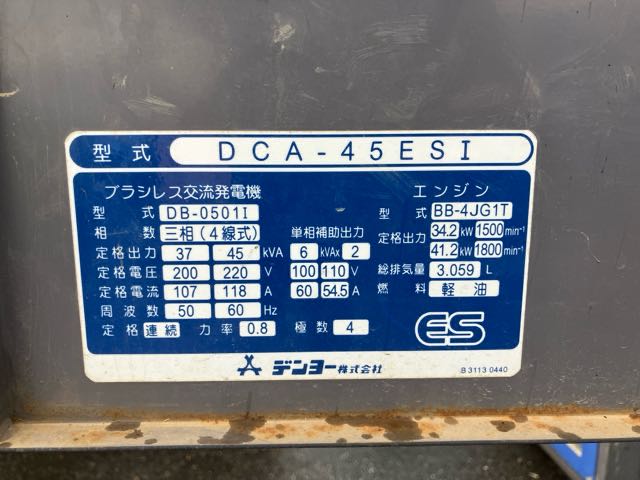 型式 DCA-45ESI
ブラシレス交流発電機
型式 DB-0501I
相数 三相(4線式) 単相補助出力
定格出力 37 45 kVA 6 kVAx 2
定格電圧 200 220 V 100 110 V
定格電流 107 118 A 60 54.5 A
周波数 50 60 Hz
定格 連続 力率 0.8 極数 4
エンジン
型式 BB-4JG1T
定格出力 34.2 kW 1500 min⁻¹
41.2 kW 1800 min⁻¹
総排気量 3.059 L
燃料 軽油
ES
デンヨー株式会社
B 3113 0440